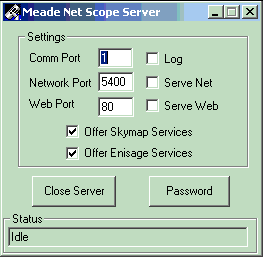 Meade Net Scope Server
Settings
Comm Port 1 Log
Network Port 5400 Serve Net
Web Port 80 Serve Web
Offer Skymap Services
Offer Enisage Services
Close Server Password
Status
Idle